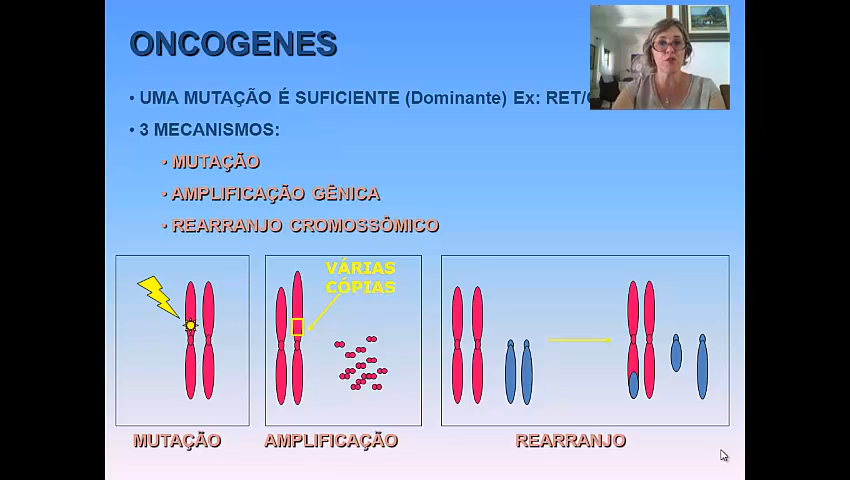 ONCOGENES
• UMA MUTAÇÃO É SUFICIENTE (Dominante) Ex: RET/
• 3 MECANISMOS:
• MUTAÇÃO
• AMPLIFICAÇÃO GÊNICA
• REARRANJO CROMOSSÔMICO
VÁRIAS
CÓPIAS
MUTAÇÃO
AMPLIFICAÇÃO
REARRANJO